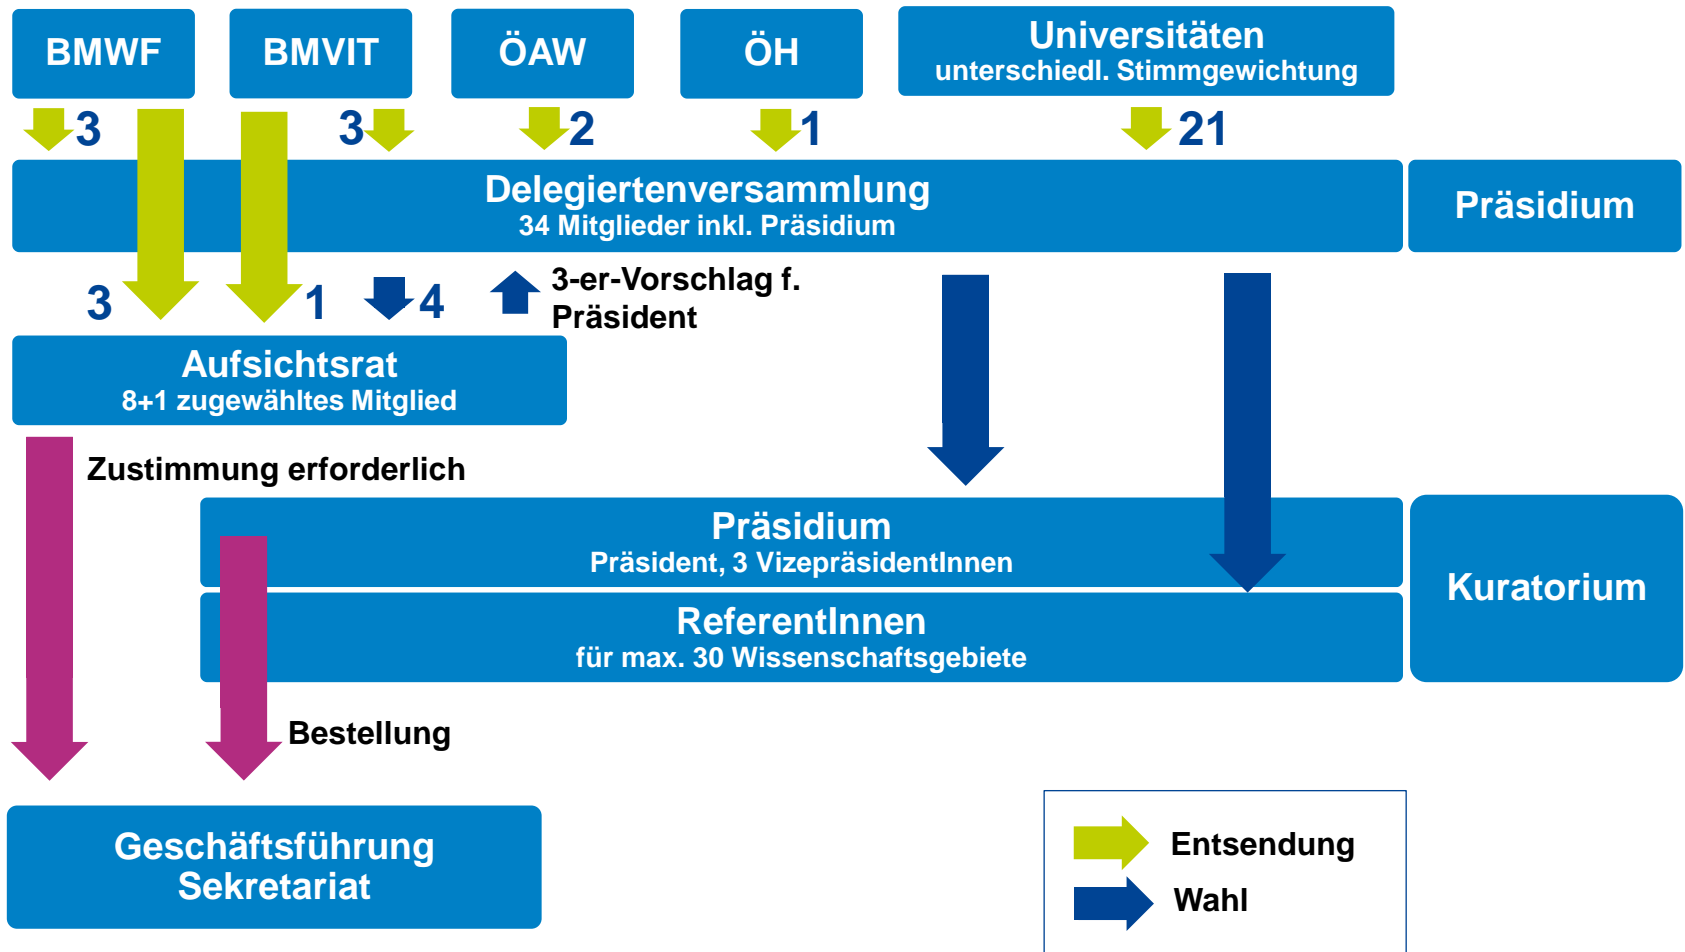 BMWF
BMVIT
ÖAW
ÖH
Universitäten
unterschiedl. Stimmgewichtung
3
3
2
1
21
Delegiertenversammlung
34 Mitglieder inkl. Präsidium
Präsidium
3
1
4
3-er-Vorschlag f.
Präsident
Aufsichtsrat
8+1 zugewähltes Mitglied
Zustimmung erforderlich
Präsidium
Präsident, 3 VizepräsidentInnen
Kuratorium
ReferentInnen
für max. 30 Wissenschaftsgebiete
Bestellung
Geschäftsführung
Sekretariat
Entsendung
Wahl